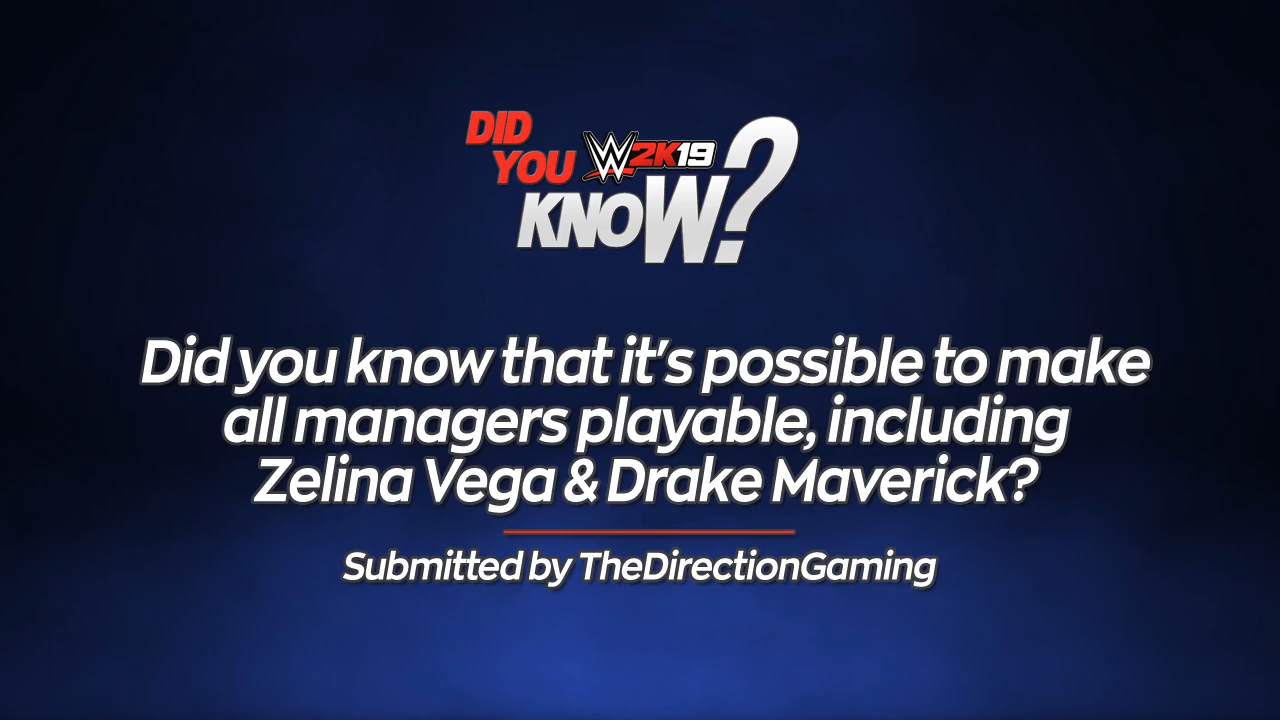 DID
YOU W2K19
KNOW?
Did you know that it's possible to make
all managers playable, including
Zelina Vega & Drake Maverick?
Submitted by TheDirectionGaming